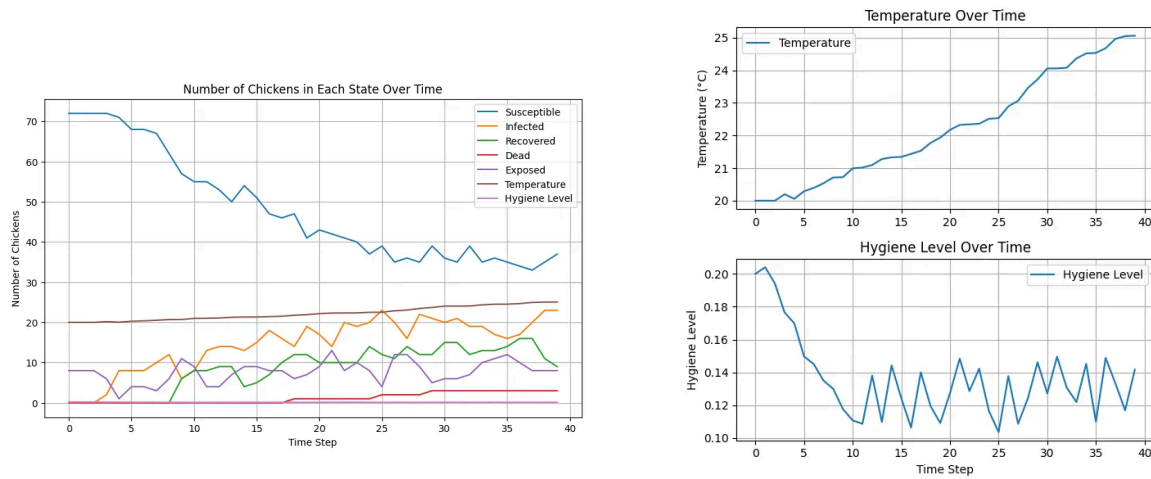 Number of Chickens in Each State Over Time
Number of Chickens
70
60
50
40
30
20
10
0
Susceptible
Infected
Recovered
Dead
Exposed
Temperature
Hygiene Level
0 5 10 15 20 25 30 35 40
Time Step
Temperature Over Time
Temperature (°C)
25
24
23
22
21
20
Temperature
0 5 10 15 20 25 30 35 40
Hygiene Level Over Time
Hygiene Level
0.20
0.18
0.16
0.14
0.12
0.10
Hygiene Level
0 5 10 15 20 25 30 35 40
Time Step